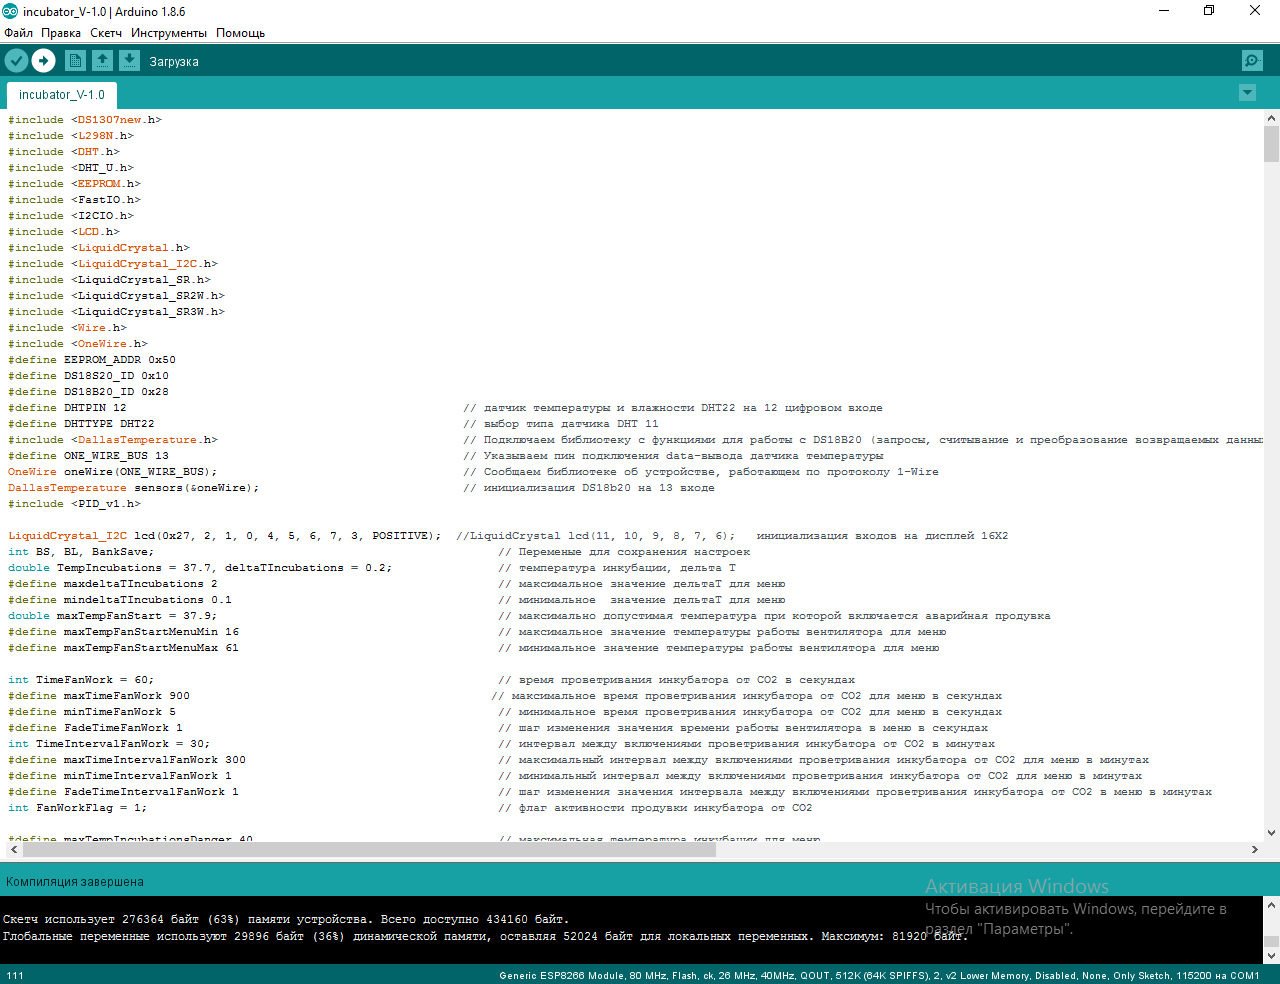 incubator_V-1.0 | Arduino 1.8.6
Файл Правка Скетч Инструменты Помощь
Загрузка
incubator_V-1.0
#include <DS1307new.h>
#include <L298N.h>
#include <DHT.h>
#include <DHT_U.h>
#include <EEPROM.h>
#include <FastIO.h>
#include <I2CIO.h>
#include <LCD.h>
#include <LiquidCrystal.h>
#include <LiquidCrystal_I2C.h>
#include <LiquidCrystal_SR.h>
#include <LiquidCrystal_SR2W.h>
#include <LiquidCrystal_SR3W.h>
#include <Wire.h>
#include <OneWire.h>
#define EEPROM_ADDR 0x50
#define DS18S20_ID 0x10
#define DS18B20_ID 0x28
#define DHTPIN 12 // датчик температуры и влажности DHT22 на 12 цифровом входе
#define DHTTYPE DHT22 // выбор типа датчика DHT 11
#include <DallasTemperature.h> // Подключаем библиотеку с функциями для работы с DS18B20 (запросы, считывание и преобразование возвращаемых данны
#define ONE_WIRE_BUS 13 // Указываем пин подключения data-вывода датчика температуры
OneWire oneWire(ONE_WIRE_BUS); // Сообщаем библиотеке об устройстве, работающем по протоколу 1-Wire
DallasTemperature sensors(&oneWire); // инициализация DS18b20 на 13 входе
#include <PID_v1.h>
LiquidCrystal_I2C lcd(0x27, 2, 1, 0, 4, 5, 6, 7, 3, POSITIVE); //LiquidCrystal lcd(11, 10, 9, 8, 7, 6); инициализация входов на дисплей 16X2
int BS, BL, BankSave; // Переменые для сохранения настроек
double TempIncubations = 37.7, deltaTIncubations = 0.2; // температура инкубации, дельта Т
#define maxdeltaTIncubations 2 // максимальное значение дельтаТ для меню
#define mindeltaTIncubations 0.1 // минимальное значение дельтаТ для меню
double maxTempFanStart = 37.9; // максимально допустимая температура при которой включается аварийная продувка
#define maxTempFanStartMenuMin 16 // максимальное значение температуры работы вентилятора для меню
#define maxTempFanStartMenuMax 61 // минимальное значение температуры работы вентилятора для меню
int TimeFanWork = 60; // время проветривания инкубатора от СО2 в секундах
#define maxTimeFanWork 900 // максимальное время проветривания инкубатора от СО2 для меню в секундах
#define minTimeFanWork 5 // минимальное время проветривания инкубатора от СО2 для меню в секундах
#define FadeTimeFanWork 1 // шаг изменения значения времени работы вентилятора в меню в секундах
int TimeIntervalFanWork = 30; // интервал между включениями проветривания инкубатора от СО2 в минутах
#define maxTimeIntervalFanWork 300 // максимальный интервал между включениями проветривания инкубатора от СО2 для меню в минутах
#define minTimeIntervalFanWork 1 // минимальный интервал между включениями проветривания инкубатора от СО2 для меню в минутах
#define FadeTimeIntervalFanWork 1 // шаг изменения значения интервала между включениями проветривания инкубатора от СО2 в меню в минутах
int FanWorkFlag = 1; // флаг активности продувки инкубатора от СО2
#define maxTempIncubationsDanger 40 // максимальная температура инкубации для меню
Компиляция завершена
Активация Windows
Чтобы активировать Windows, перейдите в
раздел "Параметры".
Скетч использует 276364 байт (63%) памяти устройства. Всего доступно 434160 байт.
Глобальные переменные используют 29896 байт (36%) динамической памяти, оставляя 52024 байт для локальных переменных. Максимум: 81920 байт.
111 Generic ESP8266 Module, 80 MHz, Flash, ck, 26 MHz, 40MHz, QOUT, 512K (64K SPIFFS), 2, v2 Lower Memory, Disabled, None, Only Sketch, 115200 на COM1